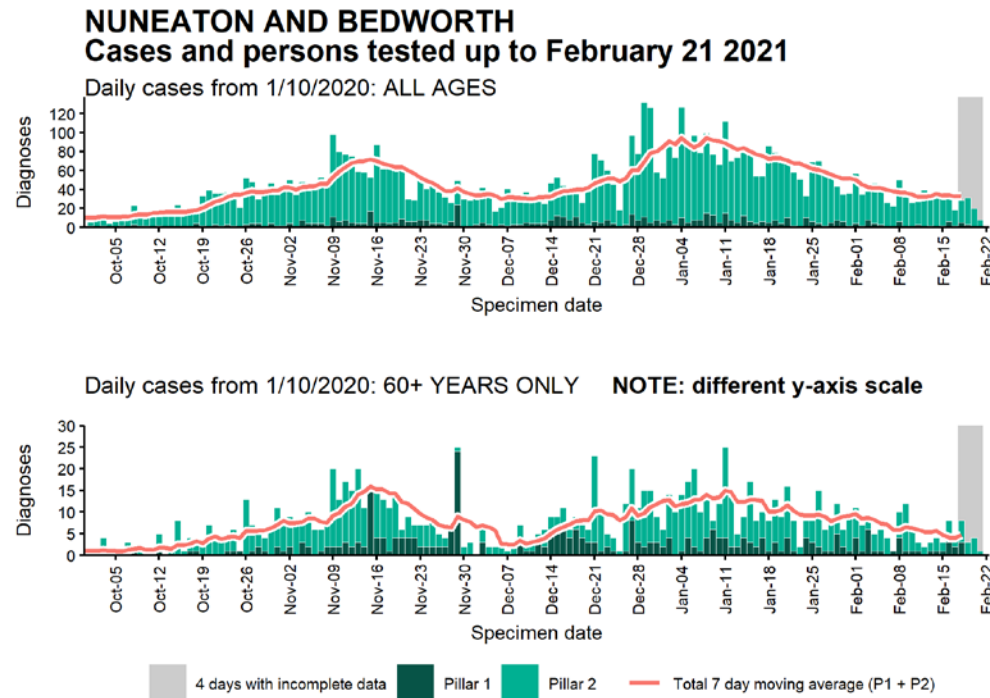 NUNEATON AND BEDWORTH
Cases and persons tested up to February 21 2021
Daily cases from 1/10/2020: ALL AGES
Diagnoses
120
100
80
60
40
20
0
Oct-05
Oct-12
Oct-19
Oct-26
Nov-02
Nov-09
Nov-16
Nov-23
Nov-30
Dec-07
Dec-14
Dec-21
Dec-28
Jan-04
Jan-11
Jan-18
Jan-25
Feb-01
Feb-08
Feb-15
Feb-22
Specimen date
Daily cases from 1/10/2020: 60+ YEARS ONLY NOTE: different y-axis scale
Diagnoses
30
25
20
15
10
5
0
Oct-05
Oct-12
Oct-19
Oct-26
Nov-02
Nov-09
Nov-16
Nov-23
Nov-30
Dec-07
Dec-14
Dec-21
Dec-28
Jan-04
Jan-11
Jan-18
Jan-25
Feb-01
Feb-08
Feb-15
Feb-22
Specimen date
4 days with incomplete data Pillar 1 Pillar 2 Total 7 day moving average (P1 + P2)